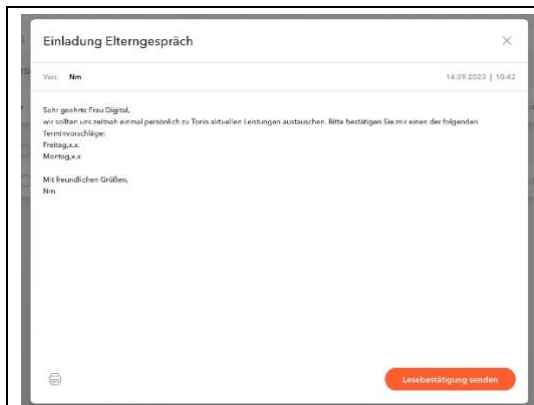 Einladung Elterngespräch
Von: Nm 14.09.2023 | 10:42
Sehr geehrte Frau Digital,
wir sollten uns zeitnah einmal persönlich zu Tonis aktuellen Leistungen austauschen. Bitte bestätigen Sie mir einen der folgenden
Terminvorschläge:
Freitag,x.x.
Montag,x.x
Mit freundlichen Grüßen,
Nm
Lesebestätigung senden